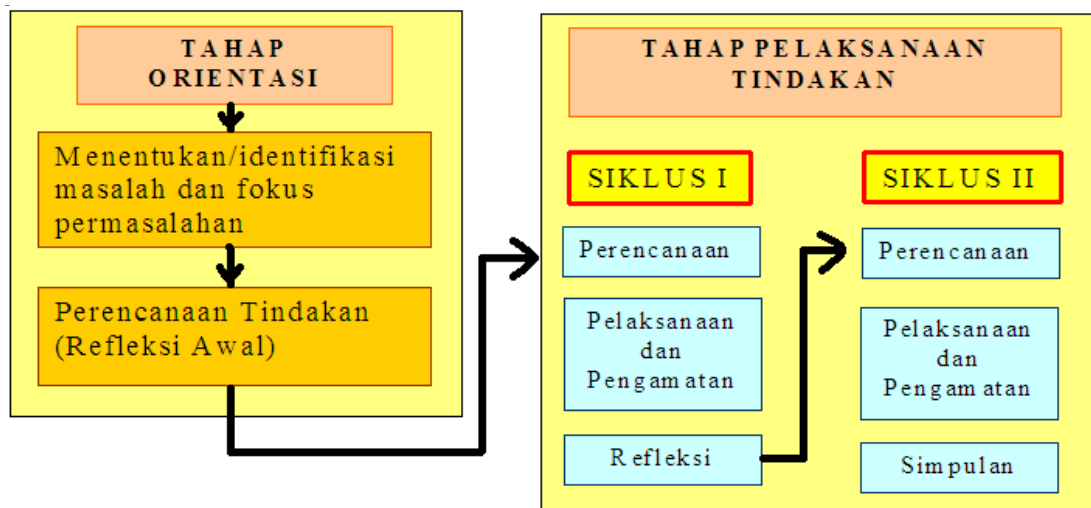 TAHAP
ORIENTASI
Menentukan/identifikasi
masalah dan fokus
permasalahan
Perencanaan Tindakan
(Refleksi Awal)
TAHAP PELAKSANAAN
TINDAKAN
SIKLUS I
Perencanaan
Pelaksanaan
dan
Pengamatan
Refleksi
SIKLUS II
Perencanaan
Pelaksanaan
dan
Pengamatan
Simpulan